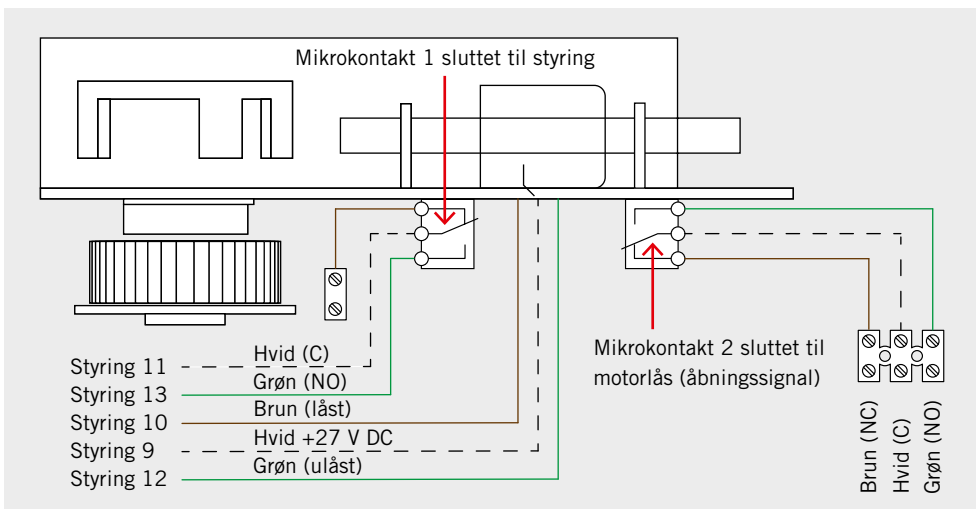 Mikrokontakt 1 sluttet til styring
Mikrokontakt 2 sluttet til
motorlås (åbningssignal)
Styring 11
Hvid (C)
Styring 13
Grøn (NO)
Styring 10
Brun (låst)
Styring 9
Hvid +27 V DC
Styring 12
Grøn (ulåst)
Brun (NC)
Hvid (C)
Grøn (NO)